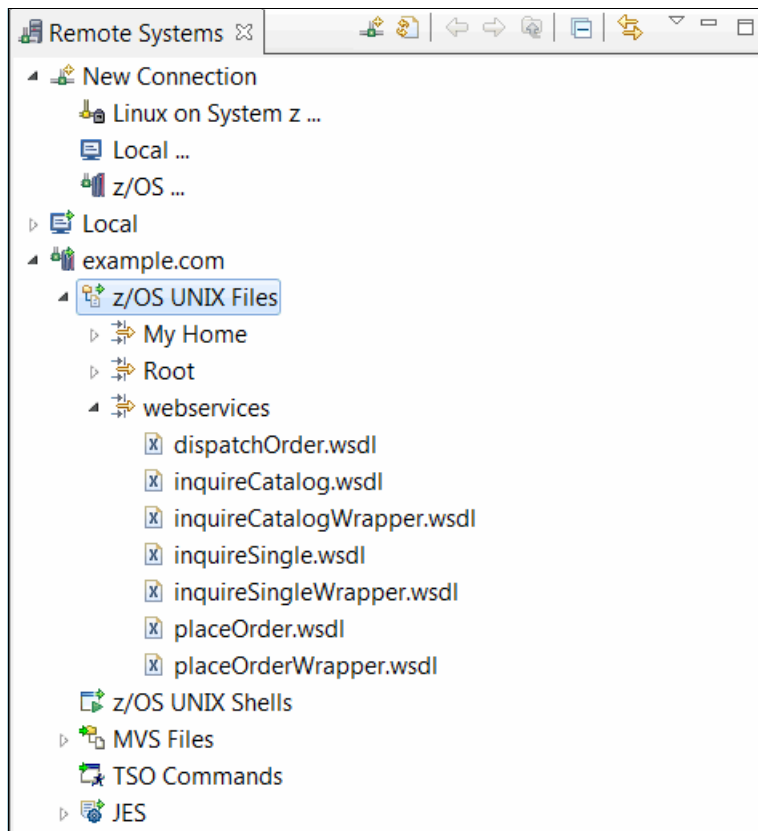 Remote Systems
New Connection
Linux on System z ...
Local ...
z/OS ...
Local
example.com
z/OS UNIX Files
My Home
Root
webservices
dispatchOrder.wsdl
inquireCatalog.wsdl
inquireCatalogWrapper.wsdl
inquireSingle.wsdl
inquireSingleWrapper.wsdl
placeOrder.wsdl
placeOrderWrapper.wsdl
z/OS UNIX Shells
MVS Files
TSO Commands
JES